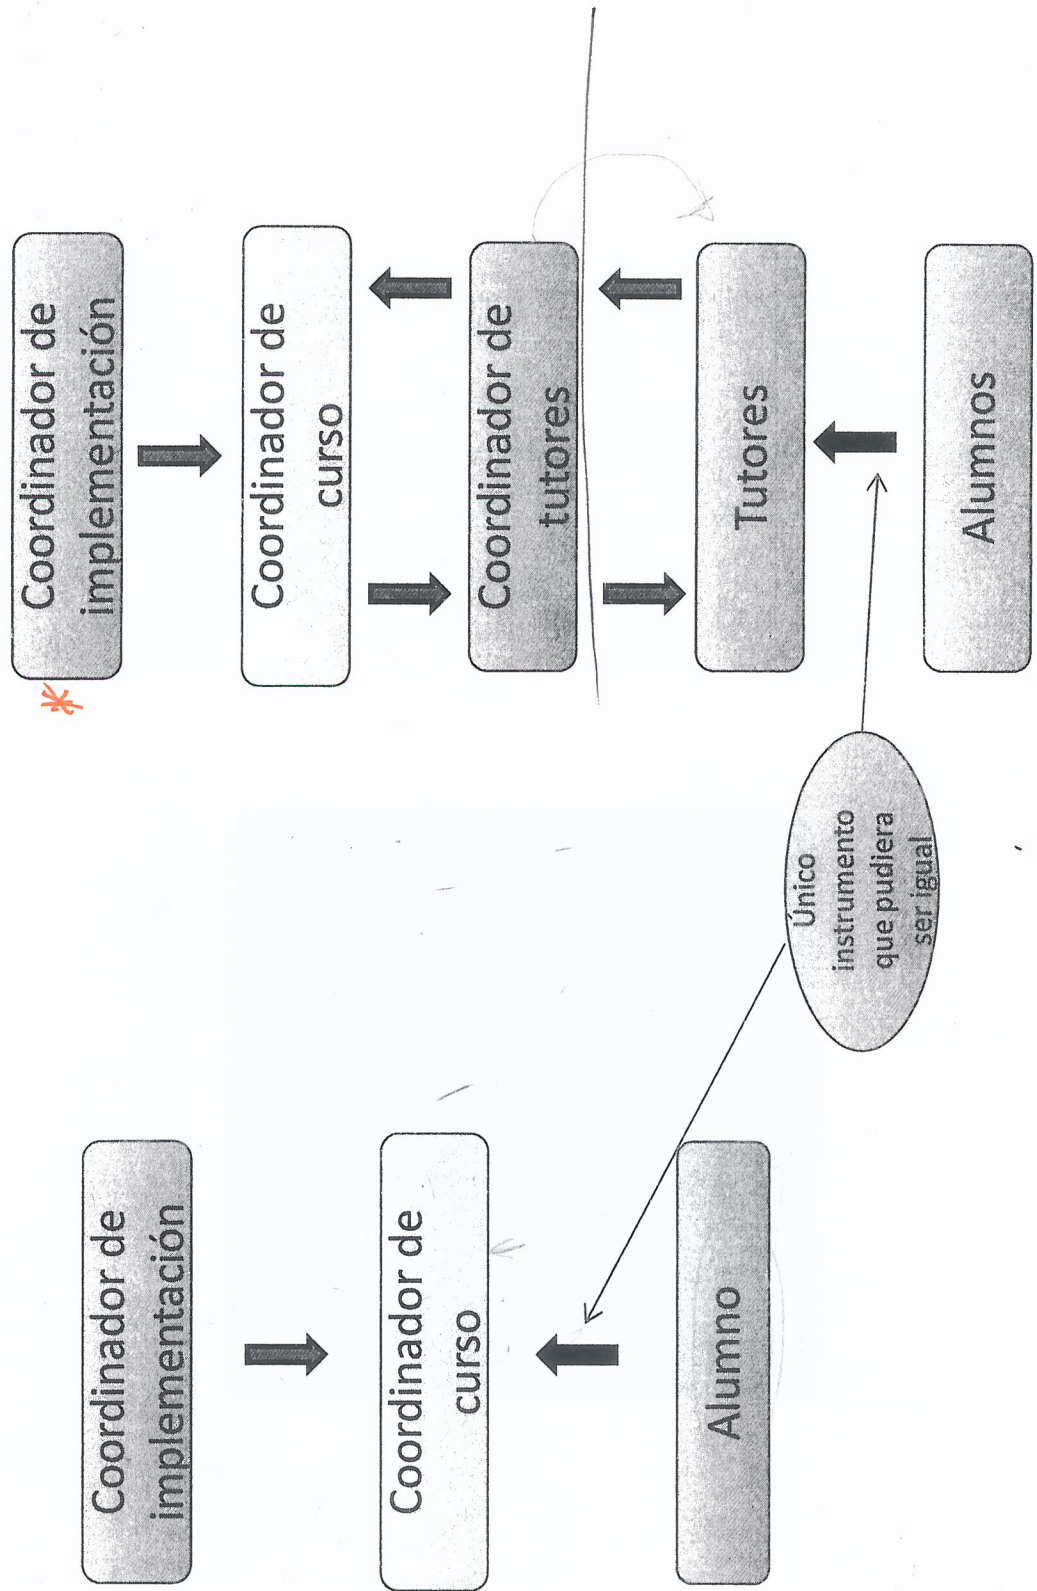 Coordinador de
implementación
Coordinador de
curso
Alumno
Único
instrumento
que pudiera
ser igual
Coordinador de
implementación
Coordinador de
curso
Coordinador de
tutores
Tutores
Alumnos